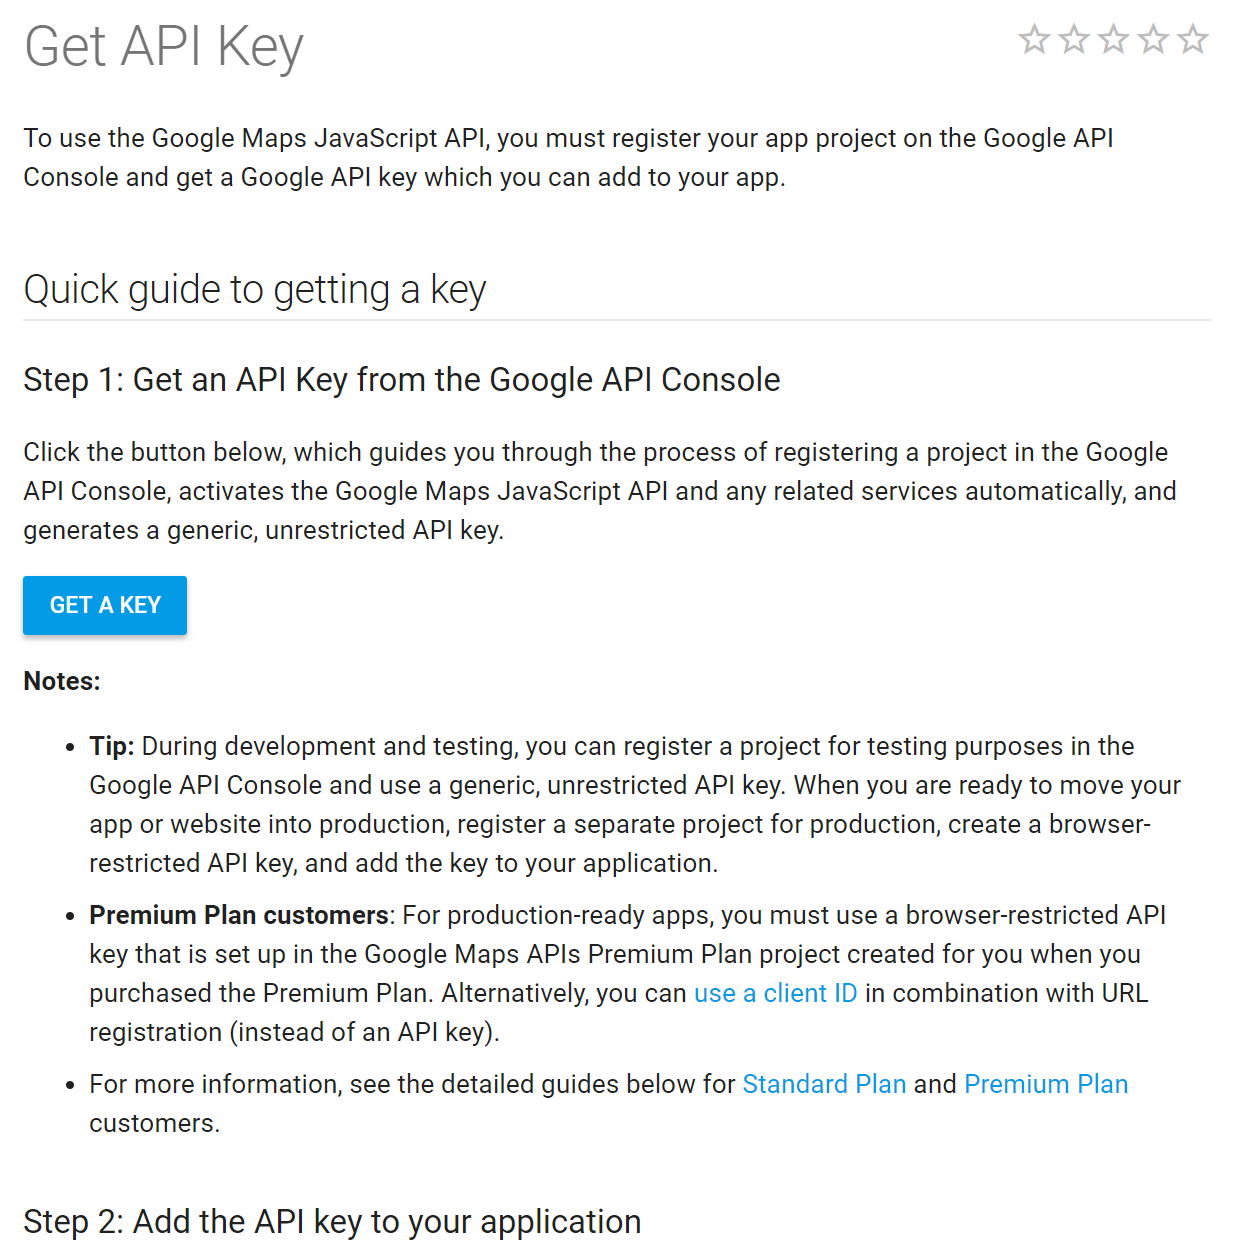 Get API Key
To use the Google Maps JavaScript API, you must register your app project on the Google API
Console and get a Google API key which you can add to your app.
Quick guide to getting a key
Step 1: Get an API Key from the Google API Console
Click the button below, which guides you through the process of registering a project in the Google
API Console, activates the Google Maps JavaScript API and any related services automatically, and
generates a generic, unrestricted API key.
GET A KEY
Notes:
• Tip: During development and testing, you can register a project for testing purposes in the
Google API Console and use a generic, unrestricted API key. When you are ready to move your
app or website into production, register a separate project for production, create a browser-
restricted API key, and add the key to your application.
• Premium Plan customers: For production-ready apps, you must use a browser-restricted API
key that is set up in the Google Maps APIs Premium Plan project created for you when you
purchased the Premium Plan. Alternatively, you can use a client ID in combination with URL
registration (instead of an API key).
• For more information, see the detailed guides below for Standard Plan and Premium Plan
customers.
Step 2: Add the API key to your application